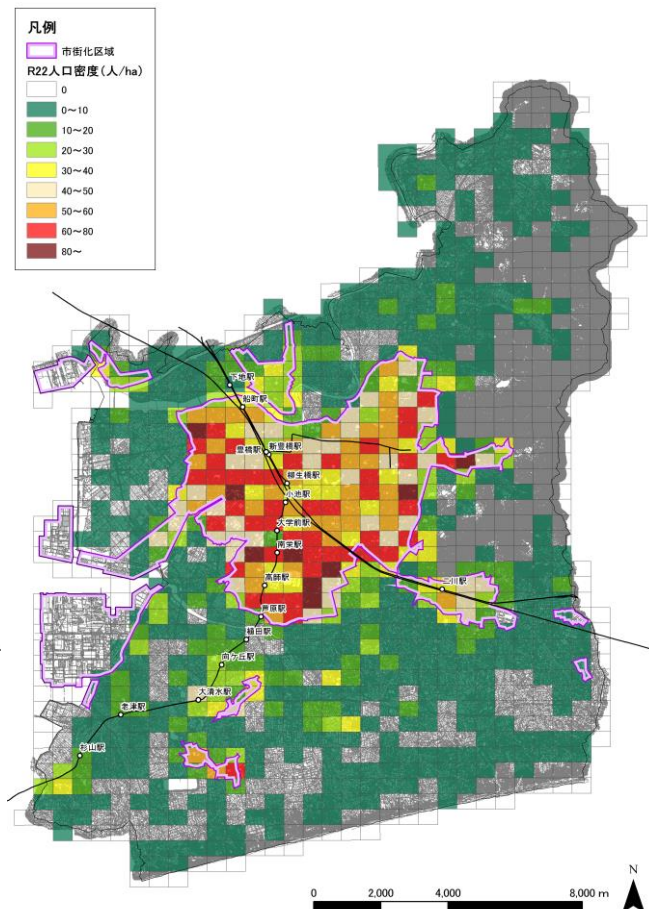 凡例
市街化区域
R22人口密度(人/ha)
0
0~10
10~20
20~30
30~40
40~50
50~60
60~80
80~
下地駅
船町駅
豊橋駅
新豊橋駅
柳生橋駅
小池駅
大学前駅
南栄駅
高師駅
芦原駅
植田駅
向ケ丘駅
大清水駅
老津駅
杉山駅
二川駅
N
0 2,000 4,000 8,000 m